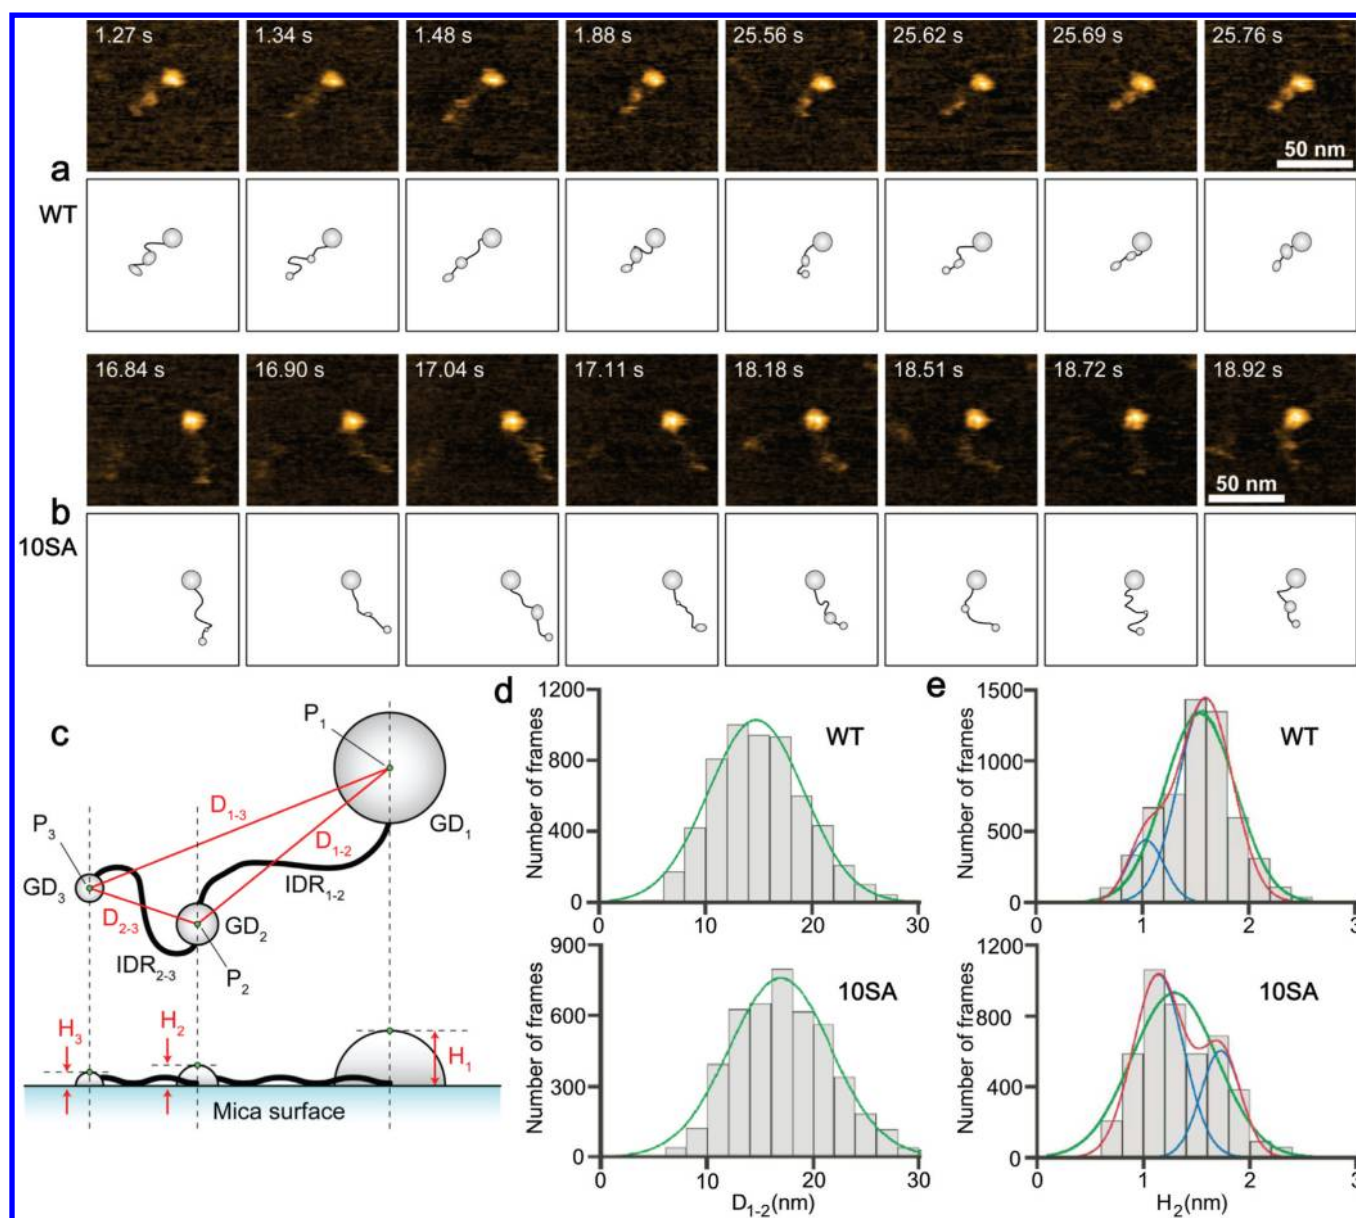 1.27 s 1.34 s 1.48 s 1.88 s 25.56 s 25.62 s 25.69 s 25.76 s
50 nm
a
WT
16.84 s 16.90 s 17.04 s 17.11 s 18.18 s 18.51 s 18.72 s 18.92 s
50 nm
b
10SA
c
P1
D1-3
P3
GD1
D1-2
GD3
IDR1-2
D2-3
GD2
IDR2-3
P2
H3
H2
H1
Mica surface
d
1200
WT
Number of frames
800
400
0
0 10 20 30
900
10SA
Number of frames
600
300
0
0 10 20 30
D1-2(nm)
e
1500
WT
Number of frames
1000
500
0
0 1 2 3
1200
10SA
Number of frames
800
400
0
0 1 2 3
H2(nm)